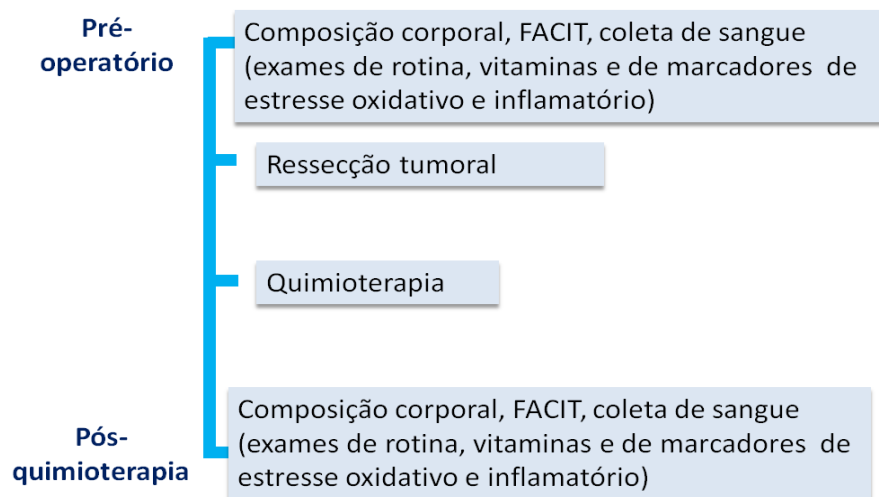 Pré-
operatório
Composição corporal, FACIT, coleta de sangue
(exames de rotina, vitaminas e de marcadores de
estresse oxidativo e inflamatório)
Ressecção tumoral
Quimioterapia
Pós-
quimioterapia
Composição corporal, FACIT, coleta de sangue
(exames de rotina, vitaminas e de marcadores de
estresse oxidativo e inflamatório)